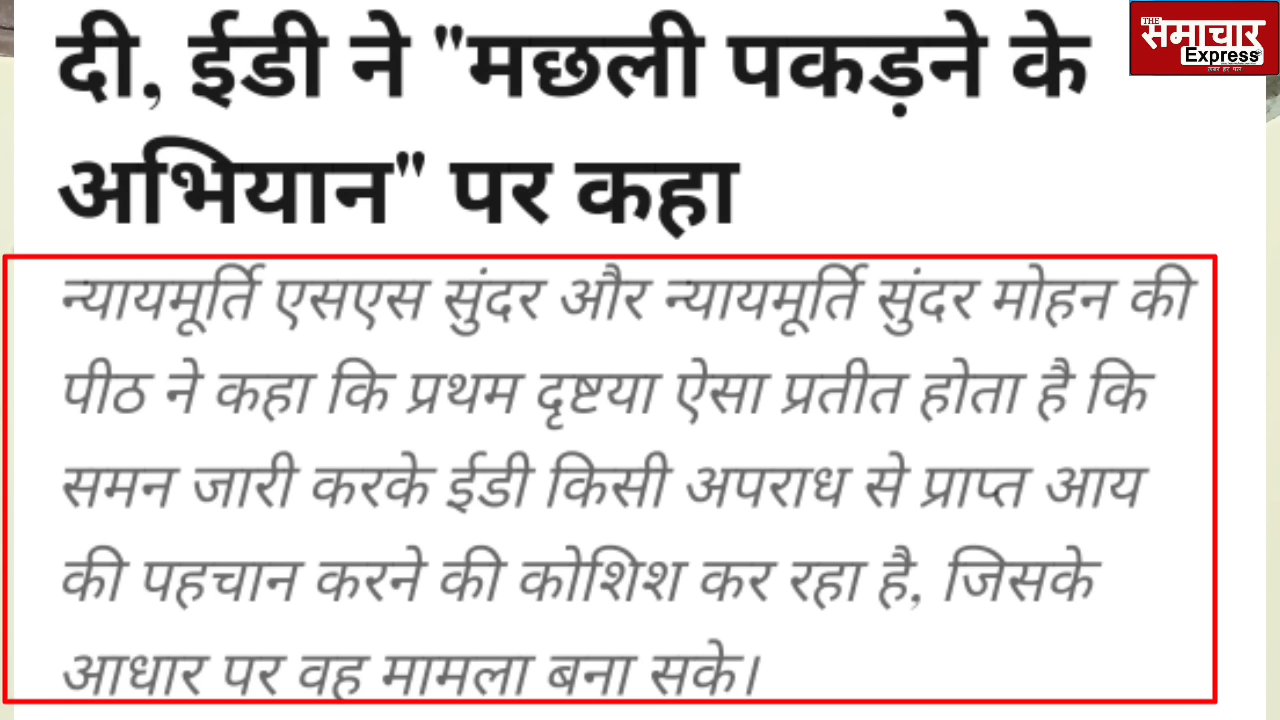 THE
समाचार
Express
दी, ईडी ने "मछली पकड़ने के
अभियान" पर कहा
न्यायमूर्ति एसएस सुंदर और न्यायमूर्ति सुंदर मोहन की
पीठ ने कहा कि प्रथम दृष्टया ऐसा प्रतीत होता है कि
समन जारी करके ईडी किसी अपराध से प्राप्त आय
की पहचान करने की कोशिश कर रहा है, जिसके
आधार पर वह मामला बना सके।